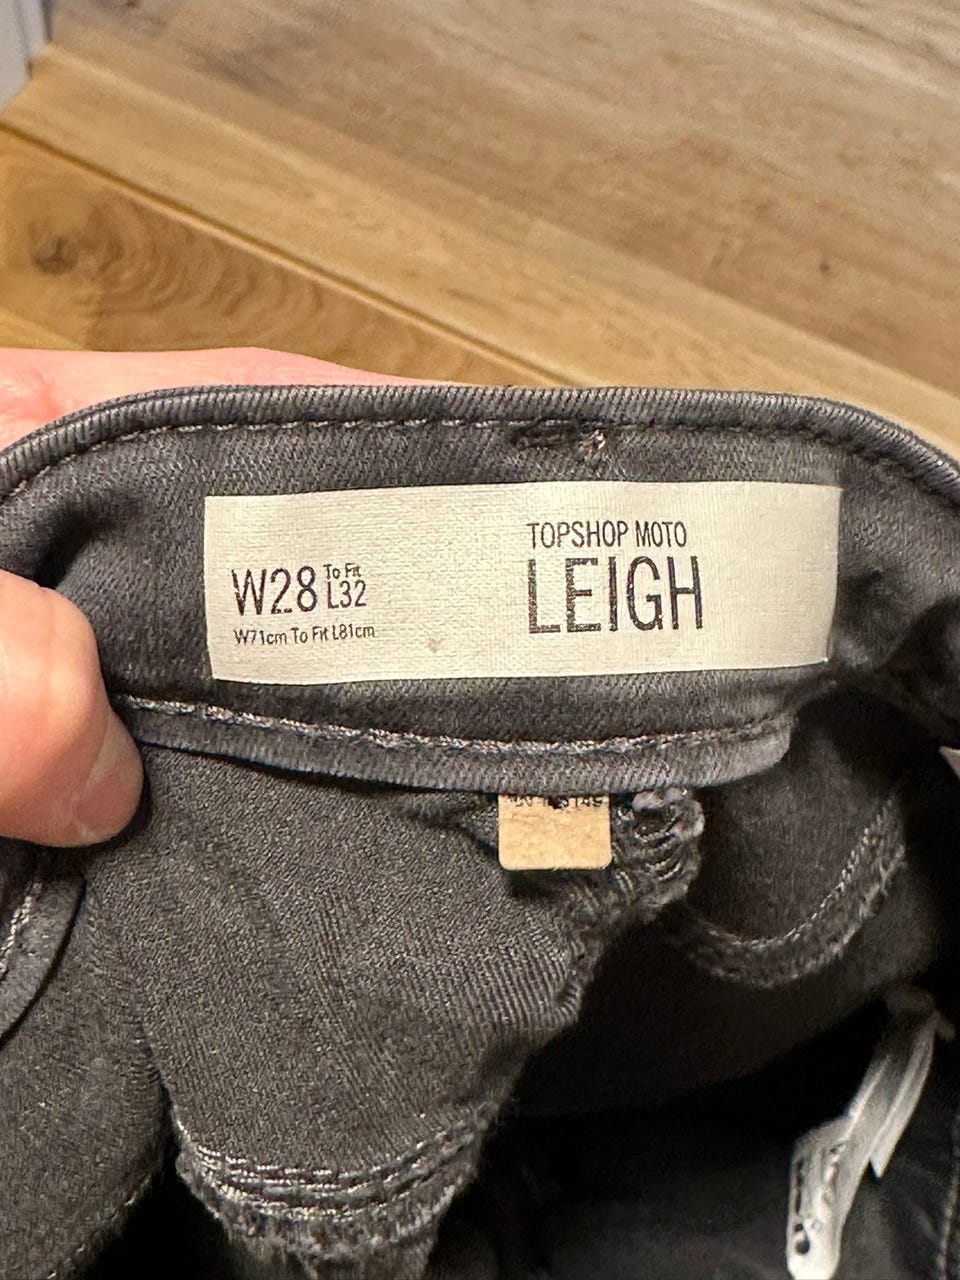 TOPSHOP MOTO
LEIGH
W28 To Fit L32
W71cm To Fit L81cm